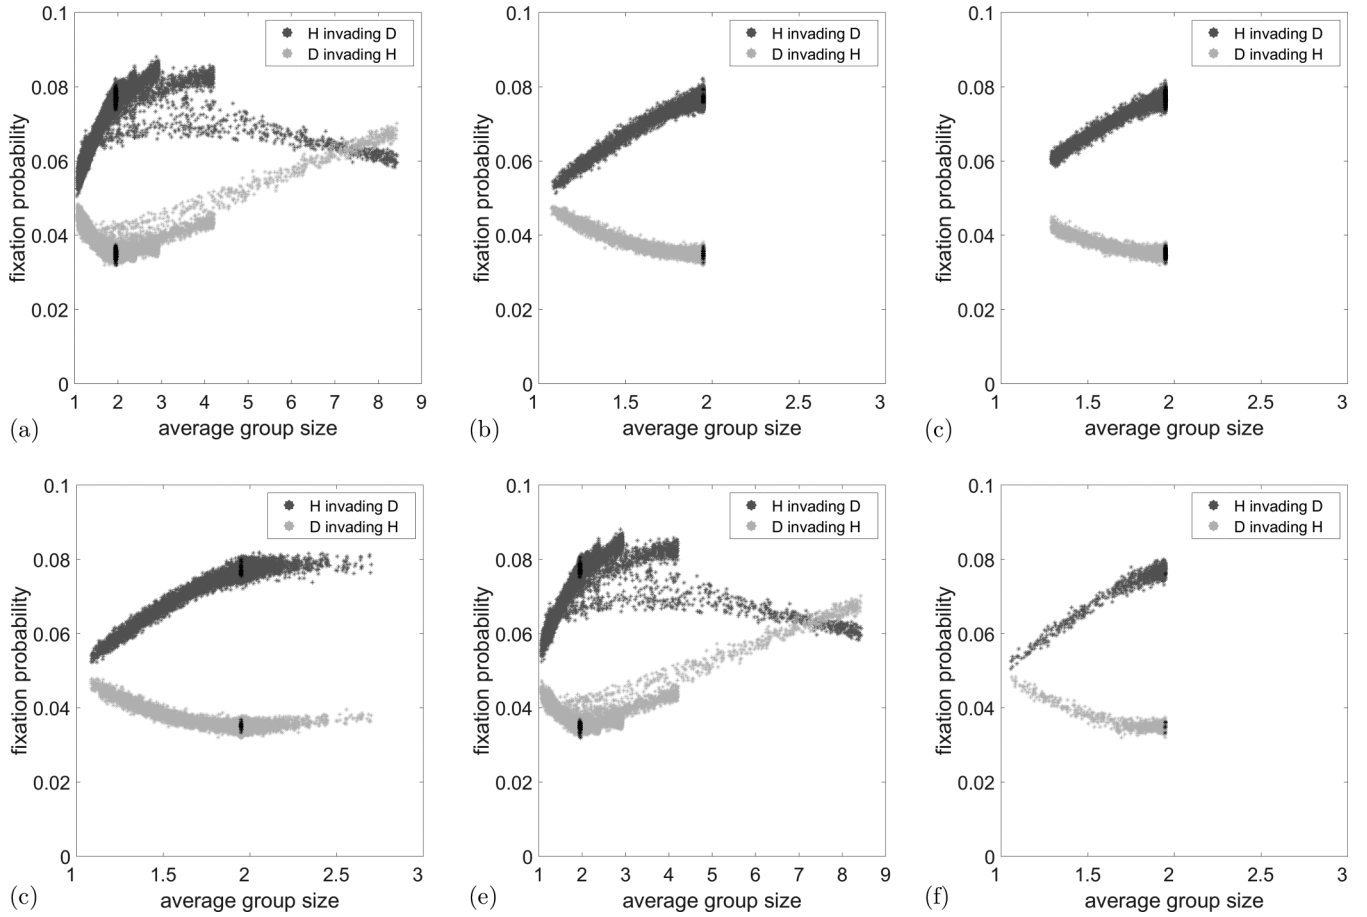 0.1
0.08
0.06
0.04
0.02
0
fixation probability
H invading D
D invading H
1 2 3 4 5 6 7 8 9
average group size
(a)
0.1
0.08
0.06
0.04
0.02
0
fixation probability
H invading D
D invading H
1 1.5 2 2.5 3
average group size
(b)
0.1
0.08
0.06
0.04
0.02
0
fixation probability
H invading D
D invading H
1 1.5 2 2.5 3
average group size
(c)
0.1
0.08
0.06
0.04
0.02
0
fixation probability
H invading D
D invading H
1 1.5 2 2.5 3
average group size
(c)
0.1
0.08
0.06
0.04
0.02
0
fixation probability
H invading D
D invading H
1 2 3 4 5 6 7 8 9
average group size
(e)
0.1
0.08
0.06
0.04
0.02
0
fixation probability
H invading D
D invading H
1 1.5 2 2.5 3
average group size
(f)